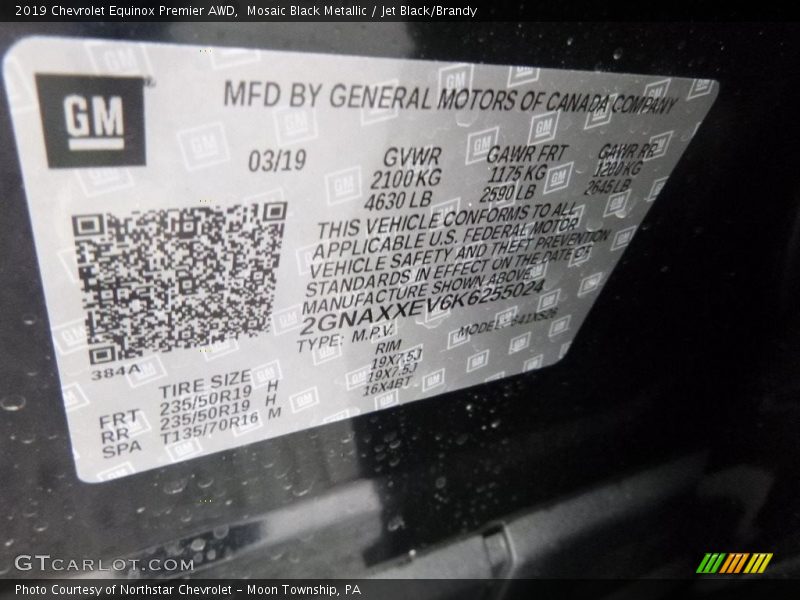 2019 Chevrolet Equinox Premier AWD,  Mosaic Black Metallic / Jet Black/Brandy
GM
MFD BY GENERAL MOTORS OF CANADA COMPANY
03/19 GVWR GAWR FRT GAWR RR
2100 KG 1175 KG 1200 KG
4630 LB 2590 LB 2645 LB
THIS VEHICLE CONFORMS TO ALL
APPLICABLE U.S. FEDERAL MOTOR
VEHICLE SAFETY AND THEFT PREVENTION
STANDARDS IN EFFECT ON THE DATE OF
MANUFACTURE SHOWN ABOVE.
2GNAXXEV6K6255024
TYPE: M.P.V. MODEL:
384A
TIRE SIZE RIM
FRT 235/50R19 H 19X7.5J
RR 235/50R19 H 19X7.5J
SPA T135/70R16 M 16X4BT
GTCARLOT.COM
Photo Courtesy of Northstar Chevrolet – Moon Township, PA